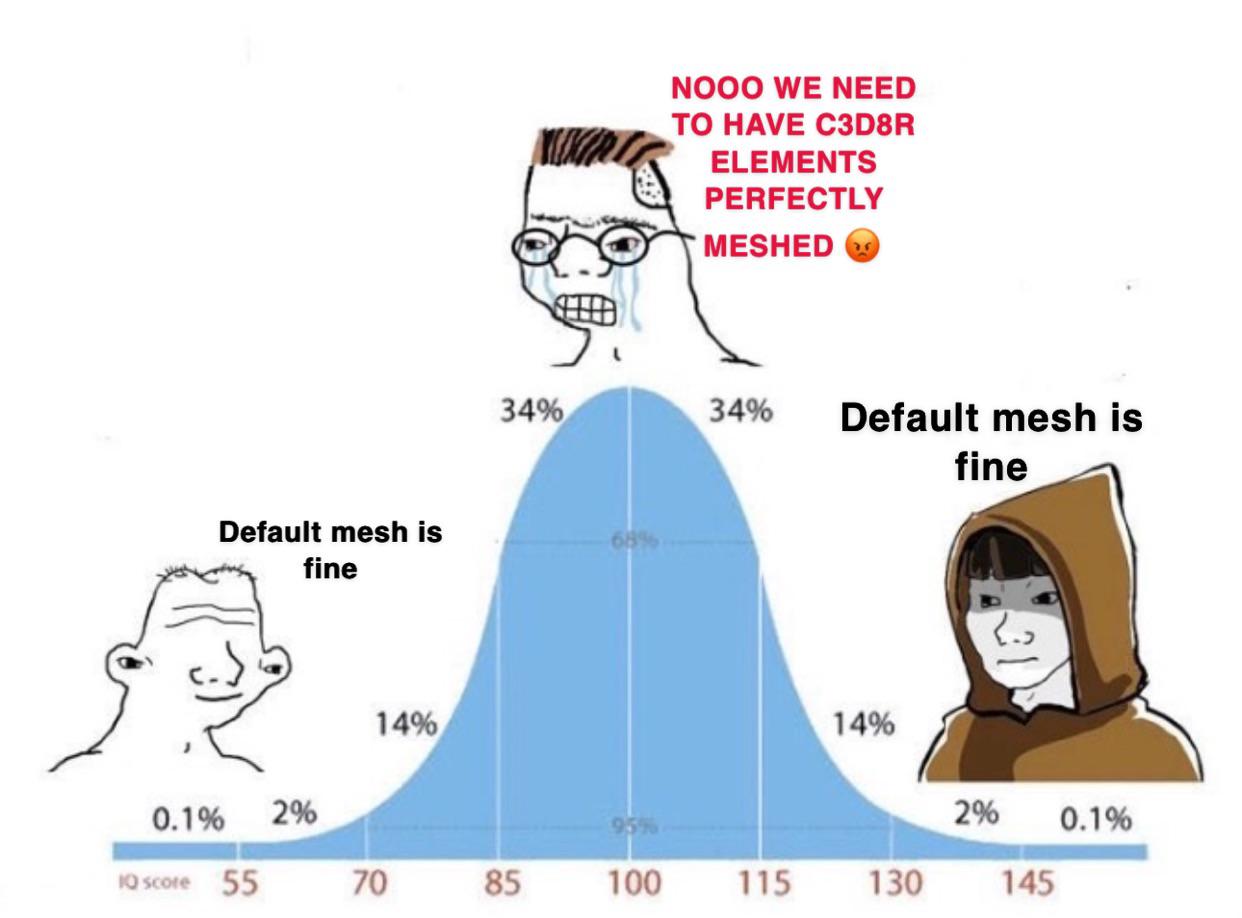 NOOO WE NEED
TO HAVE C3D8R
ELEMENTS
PERFECTLY
MESHED 😡
34%
34%
Default mesh is
fine
Default mesh is
fine
68%
14%
14%
0.1%
2%
95%
2%
0.1%
IQ score 55 70 85 100 115 130 145